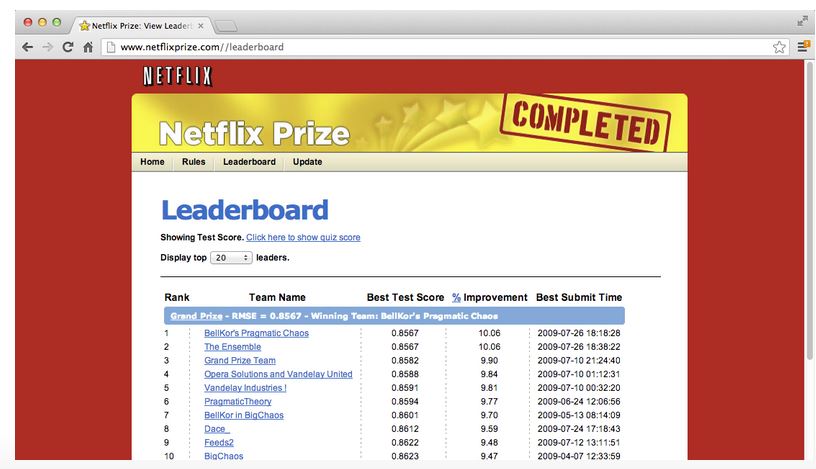 Netflix Prize: View Leaderb
www.netflixprize.com//leaderboard
NETFLIX
Netflix Prize
COMPLETED
Home Rules Leaderboard Update
Leaderboard
Showing Test Score. Click here to show quiz score
Display top 20 leaders.
Rank Team Name Best Test Score % Improvement Best Submit Time
Grand Prize - RMSE = 0.8567 - Winning Team: BellKor's Pragmatic Chaos
1 BellKor's Pragmatic Chaos 0.8567 10.06 2009-07-26 18:18:28
2 The Ensemble 0.8567 10.06 2009-07-26 18:38:22
3 Grand Prize Team 0.8582 9.90 2009-07-10 21:24:40
4 Opera Solutions and Vandelay United 0.8588 9.84 2009-07-10 01:12:31
5 Vandelay Industries ! 0.8591 9.81 2009-07-10 00:32:20
6 PragmaticTheory 0.8594 9.77 2009-06-24 12:06:56
7 BellKor in BigChaos 0.8601 9.70 2009-05-13 08:14:09
8 Dace_ 0.8612 9.59 2009-07-24 17:18:43
9 Feeds2 0.8622 9.48 2009-07-12 13:11:51
10 BigChaos 0.8623 9.47 2009-04-07 12:33:59